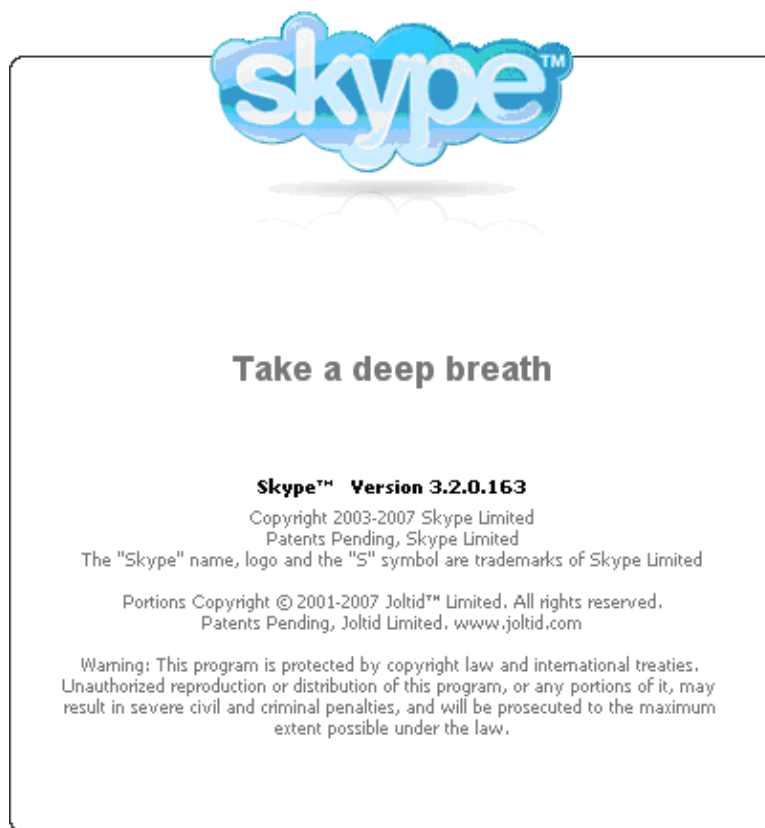 skype™
Take a deep breath
Skype™ Version 3.2.0.163
Copyright 2003-2007 Skype Limited
Patents Pending, Skype Limited
The "Skype" name, logo and the "S" symbol are trademarks of Skype Limited
Portions Copyright © 2001-2007 Joltid™ Limited. All rights reserved.
Patents Pending, Joltid Limited. www.joltid.com
Warning: This program is protected by copyright law and international treaties.
Unauthorized reproduction or distribution of this program, or any portions of it, may
result in severe civil and criminal penalties, and will be prosecuted to the maximum
extent possible under the law.